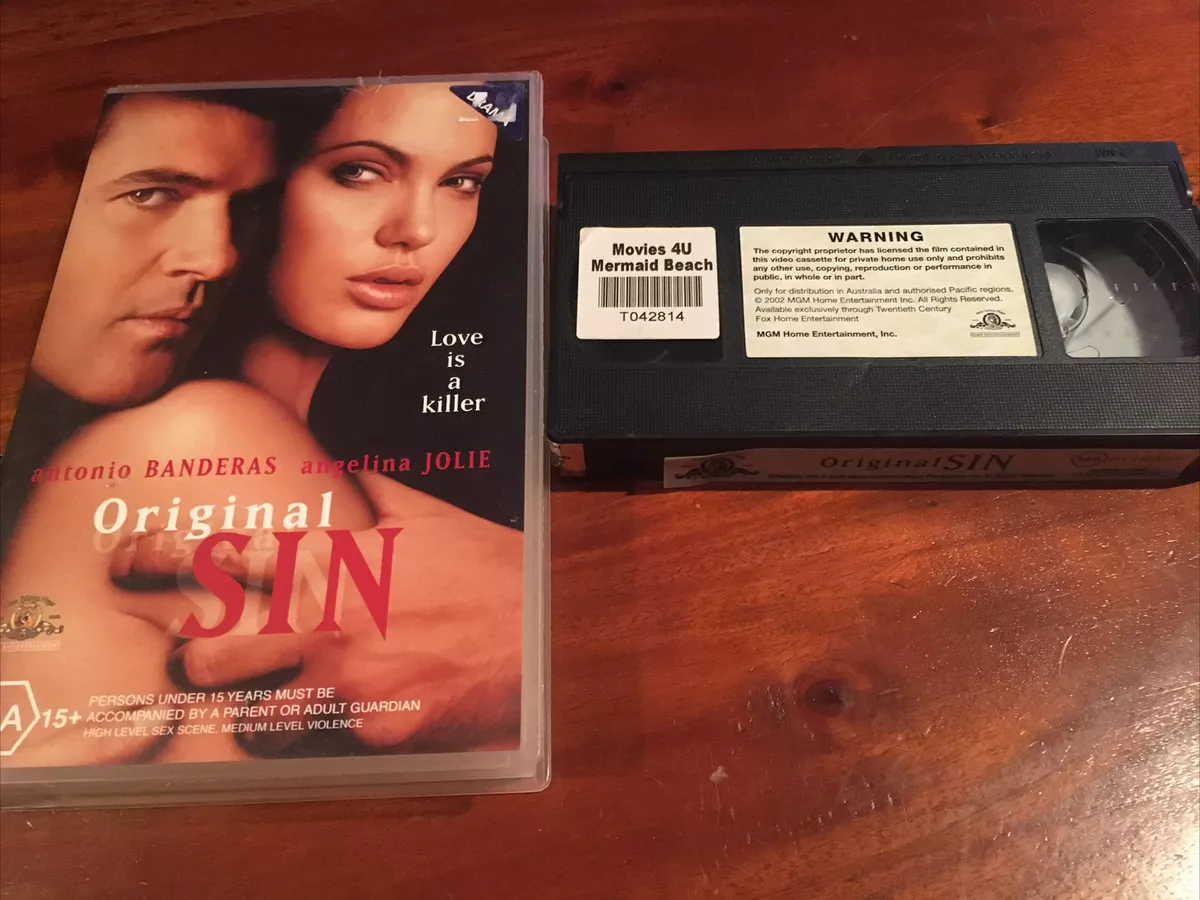 Love
is
a
killer
antonio BANDERAS angelina JOLIE
Original
SIN
A 15+
PERSONS UNDER 15 YEARS MUST BE
ACCOMPANIED BY A PARENT OR ADULT GUARDIAN
HIGH LEVEL SEX SCENE, MEDIUM LEVEL VIOLENCE
Movies 4U
Mermaid Beach
T042814
WARNING
The copyright proprietor has licensed the film contained in
this video cassette for private home use only and prohibits
any other use, copying, reproduction or performance in
public, in whole or in part.
Only for distribution in Australia and authorised Pacific regions.
© 2002 MGM Home Entertainment Inc. All Rights Reserved.
Available exclusively through Twentieth Century
Fox Home Entertainment
MGM Home Entertainment, Inc.
Original SIN